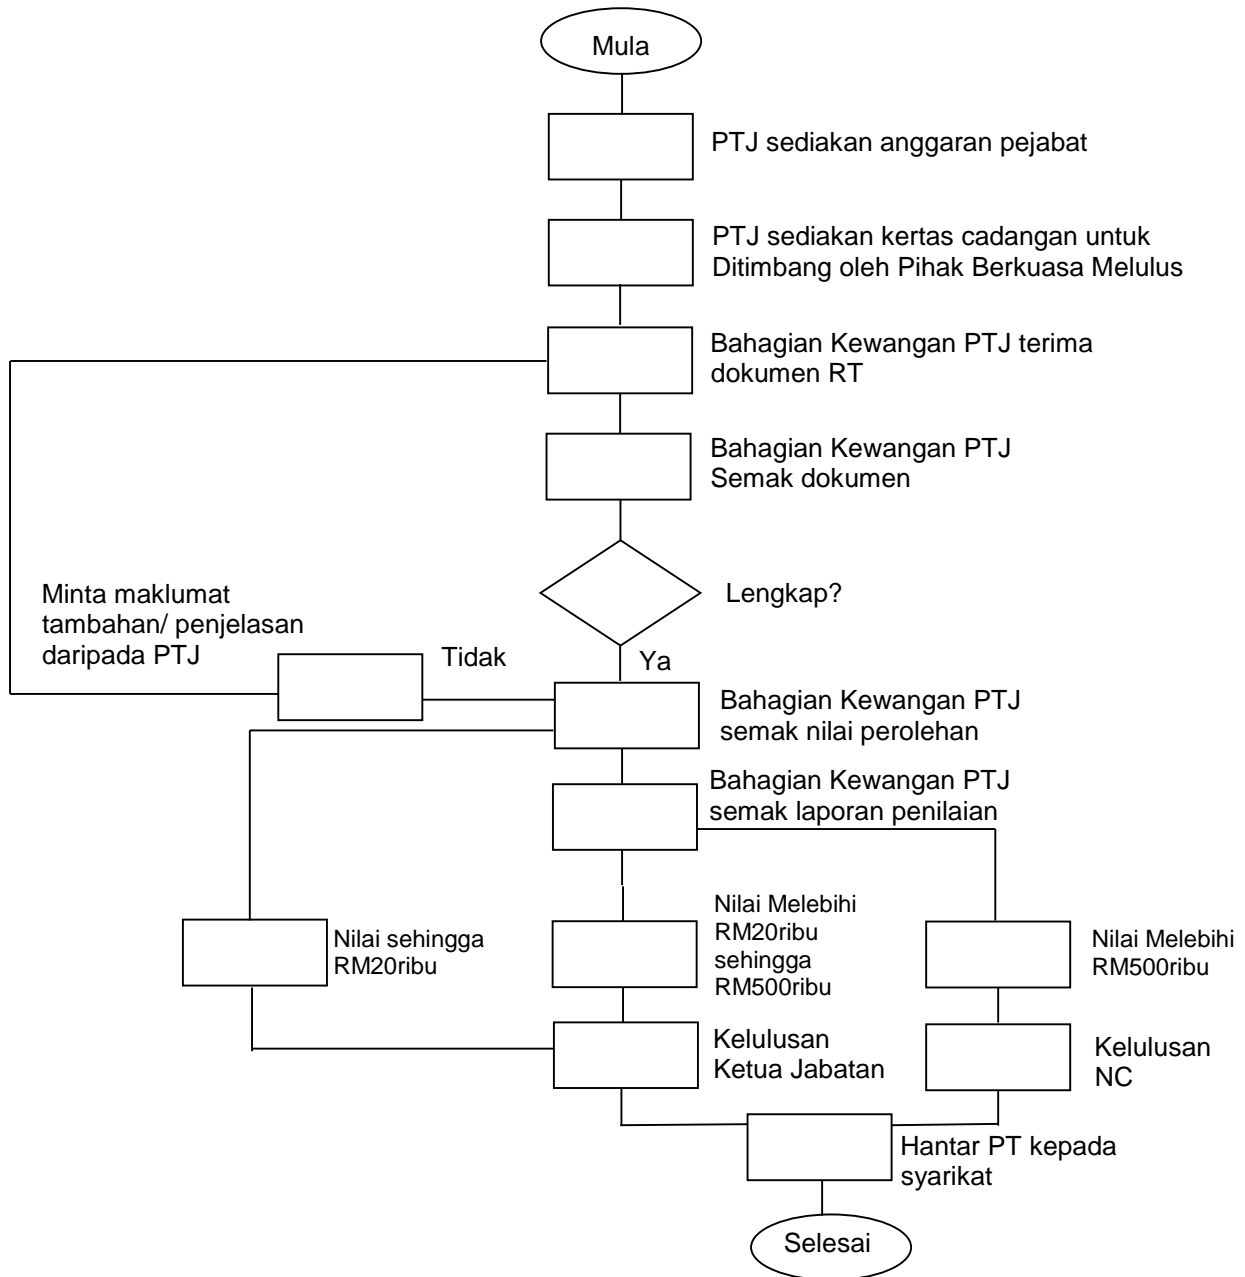 Mula
PTJ sediakan anggaran pejabat
PTJ sediakan kertas cadangan untuk
Ditimbang oleh Pihak Berkuasa Melulus
Bahagian Kewangan PTJ terima
dokumen RT
Bahagian Kewangan PTJ
Semak dokumen
Lengkap?
Minta maklumat
tambahan/ penjelasan
daripada PTJ
Tidak
Ya
Bahagian Kewangan PTJ
semak nilai perolehan
Bahagian Kewangan PTJ
semak laporan penilaian
Nilai sehingga
RM20ribu
Nilai Melebihi
RM20ribu
sehingga
RM500ribu
Nilai Melebihi
RM500ribu
Kelulusan
Ketua Jabatan
Kelulusan
NC
Hantar PT kepada
syarikat
Selesai